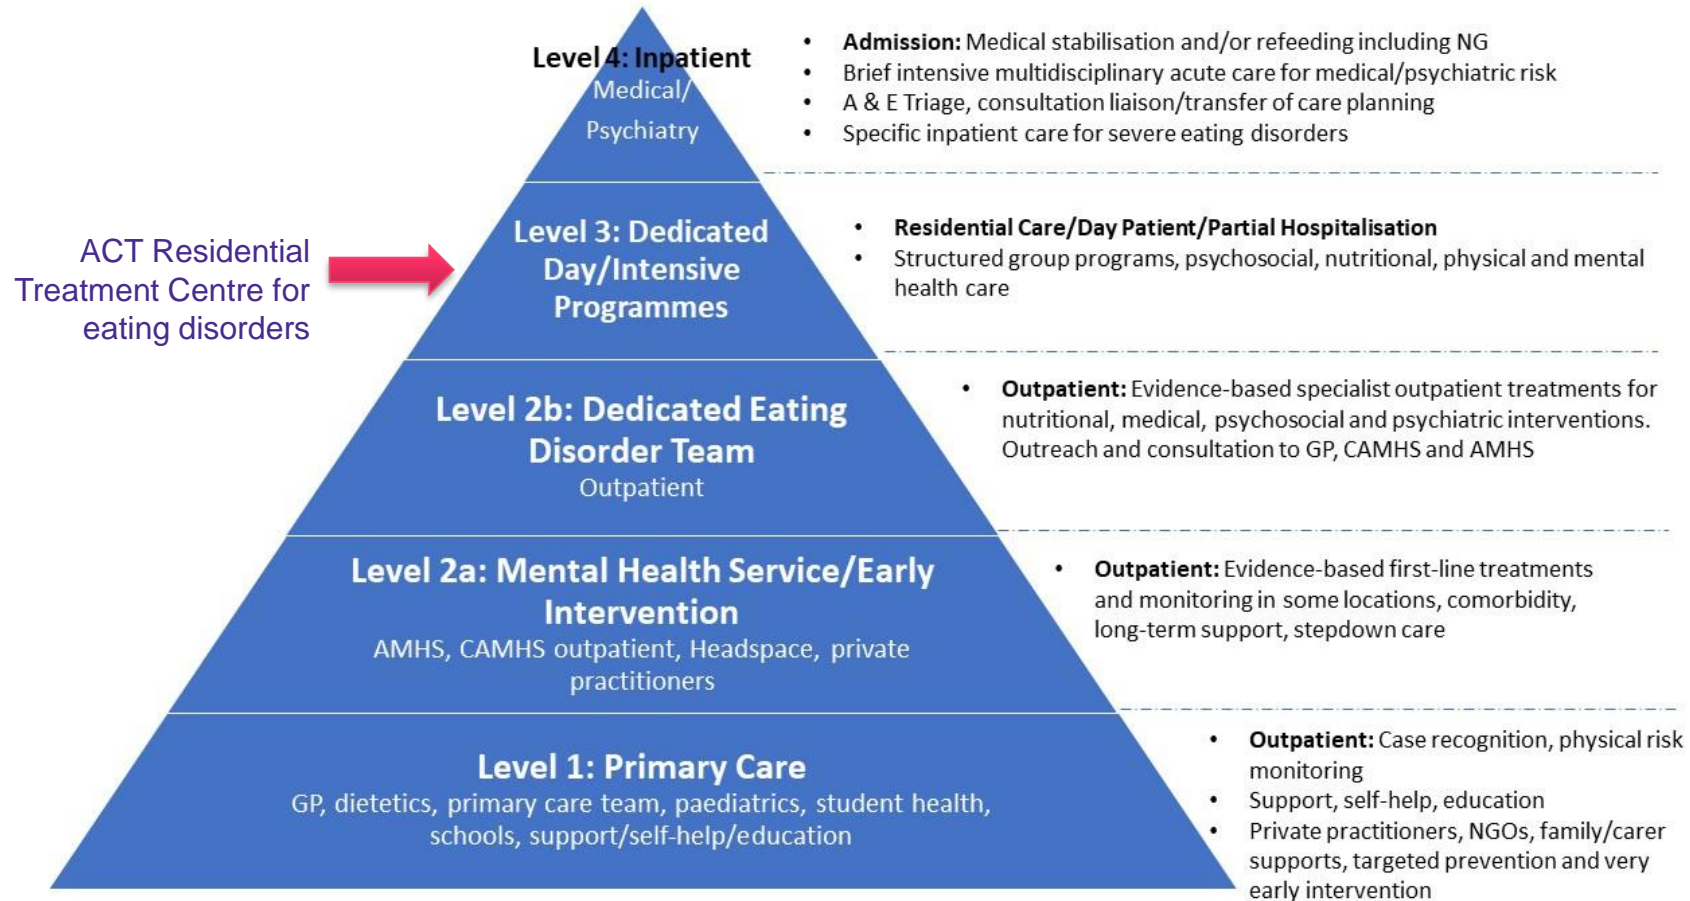 Level 4: Inpatient
Medical/
Psychiatry
• Admission: Medical stabilisation and/or refeeding including NG
• Brief intensive multidisciplinary acute care for medical/psychiatric risk
• A & E Triage, consultation liaison/transfer of care planning
• Specific inpatient care for severe eating disorders
ACT Residential
Treatment Centre for
eating disorders
Level 3: Dedicated
Day/Intensive
Programmes
• Residential Care/Day Patient/Partial Hospitalisation
• Structured group programs, psychosocial, nutritional, physical and mental
health care
Level 2b: Dedicated Eating
Disorder Team
Outpatient
• Outpatient: Evidence-based specialist outpatient treatments for
nutritional, medical, psychosocial and psychiatric interventions.
Outreach and consultation to GP, CAMHS and AMHS
Level 2a: Mental Health Service/Early
Intervention
AMHS, CAMHS outpatient, Headspace, private
practitioners
• Outpatient: Evidence-based first-line treatments
and monitoring in some locations, comorbidity,
long-term support, stepdown care
Level 1: Primary Care
GP, dietetics, primary care team, paediatrics, student health,
schools, support/self-help/education
• Outpatient: Case recognition, physical risk
monitoring
• Support, self-help, education
• Private practitioners, NGOs, family/carer
supports, targeted prevention and very
early intervention